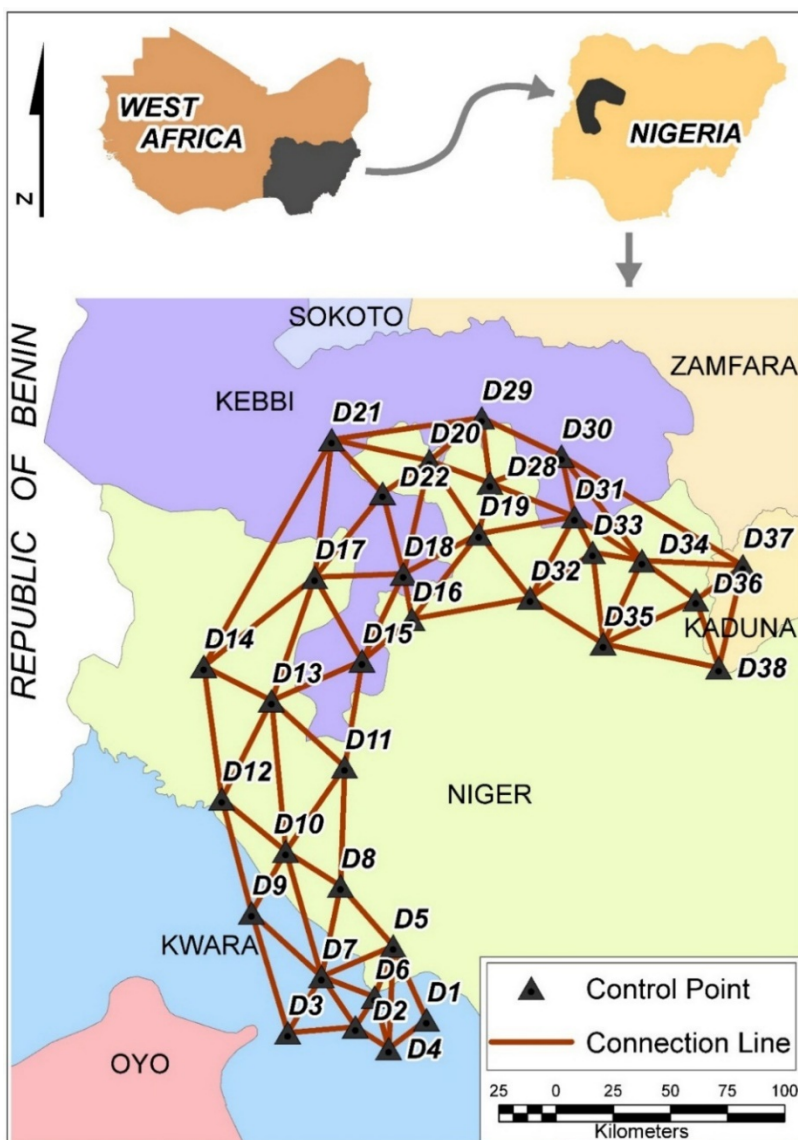 WEST
AFRICA
NIGERIA
N
REPUBLIC OF BENIN
SOKOTO
ZAMFARA
KEBBI
D29
D21
D20
D30
D28
D22
D31
D19
D33
D34
D37
D17
D18
D32
D36
D16
D35
KADUNA
D14
D15
D13
D38
D11
D12
NIGER
D10
D8
D9
D5
KWARA
D7
D6
D1
D3
D2
D4
OYO
Control Point
Connection Line
25 0 25 50 75 100
Kilometers